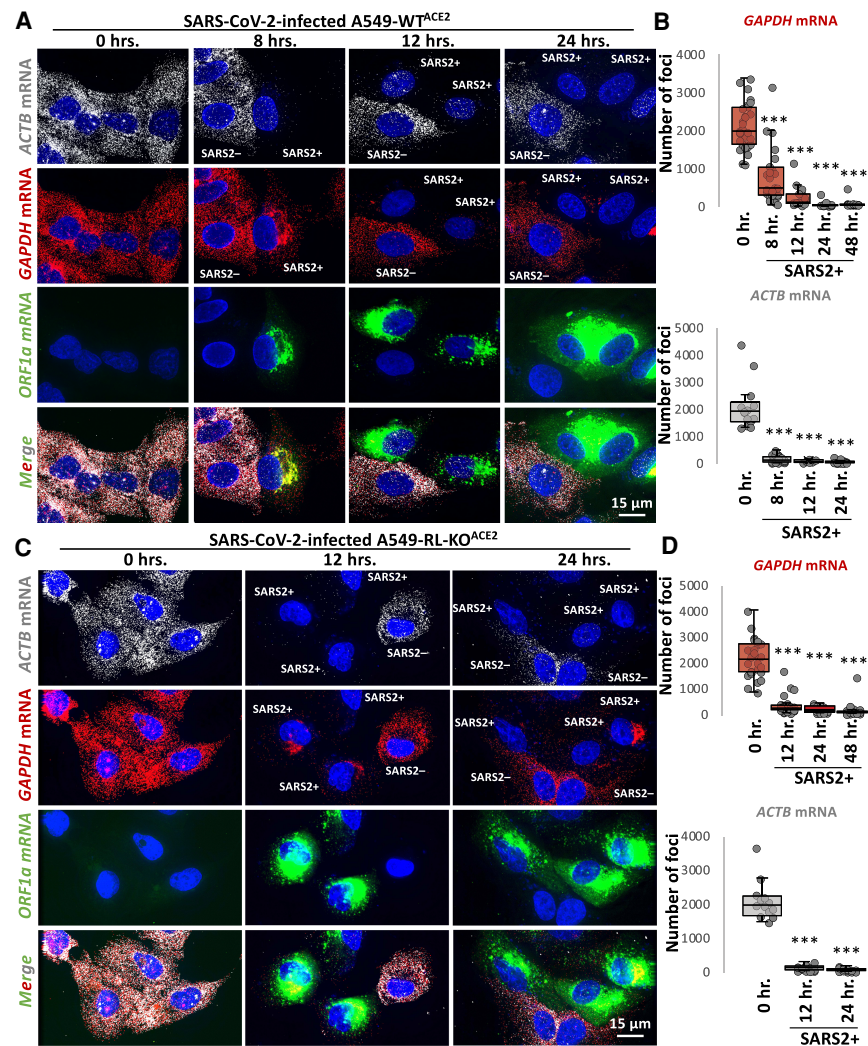 A
SARS-CoV-2-infected A549-WTACE2
0 hrs.
8 hrs.
12 hrs.
24 hrs.
ACTB mRNA
SARS2–
SARS2+
SARS2+
SARS2+
SARS2–
SARS2+
SARS2+
SARS2–
GAPDH mRNA
SARS2–
SARS2+
SARS2+
SARS2+
SARS2–
SARS2+
SARS2+
SARS2–
ORF1a mRNA
Merge
15 µm
B
GAPDH mRNA
Number of foci
4000
3000
2000
1000
0
***
***
***
***
0 hr.
8 hr.
12 hr.
24 hr.
48 hr.
SARS2+
ACTB mRNA
Number of foci
5000
4000
3000
2000
1000
0
***
***
***
0 hr.
8 hr.
12 hr.
24 hr.
SARS2+
C
SARS-CoV-2-infected A549-RL-KOACE2
0 hrs.
12 hrs.
24 hrs.
ACTB mRNA
SARS2+
SARS2+
SARS2+
SARS2–
SARS2+
SARS2+
SARS2+
SARS2–
SARS2–
GAPDH mRNA
SARS2+
SARS2+
SARS2+
SARS2–
SARS2+
SARS2+
SARS2+
SARS2–
SARS2–
ORF1a mRNA
Merge
15 µm
D
GAPDH mRNA
Number of foci
5000
4000
3000
2000
1000
0
***
***
***
0 hr.
12 hr.
24 hr.
48 hr.
SARS2+
ACTB mRNA
Number of foci
4000
3000
2000
1000
0
***
***
0 hr.
12 hr.
24 hr.
SARS2+